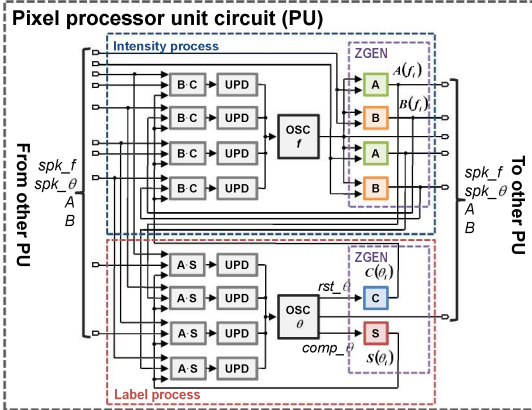 Pixel processor unit circuit (PU)
Intensity process
ZGEN
A(fᵢ)
B·C UPD
A
B(fᵢ)
B·C UPD
B
OSC
f
B·C UPD
A
B·C UPD
B
From other PU
spk_f
spk_θ
A
B
To other PU
spk_f
spk_θ
A
B
ZGEN
C(θᵢ)
A·S UPD
rst_θ
C
A·S UPD
OSC
θ
A·S UPD
S
comp_θ
S(θᵢ)
A·S UPD
Label process